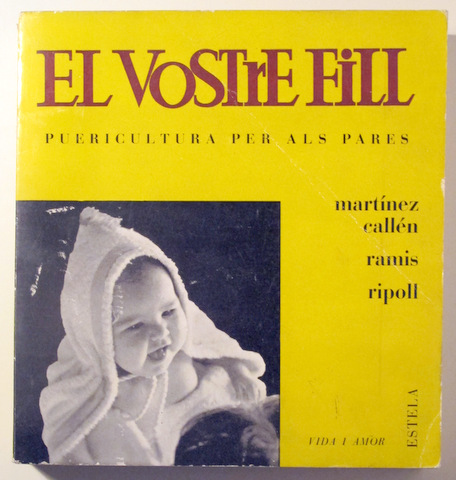 EL VOSTrE FiLL
PUERICULTURA PER ALS PARES
martínez
callén
ramis
ripoll
VIDA I AMOR
ESTELA